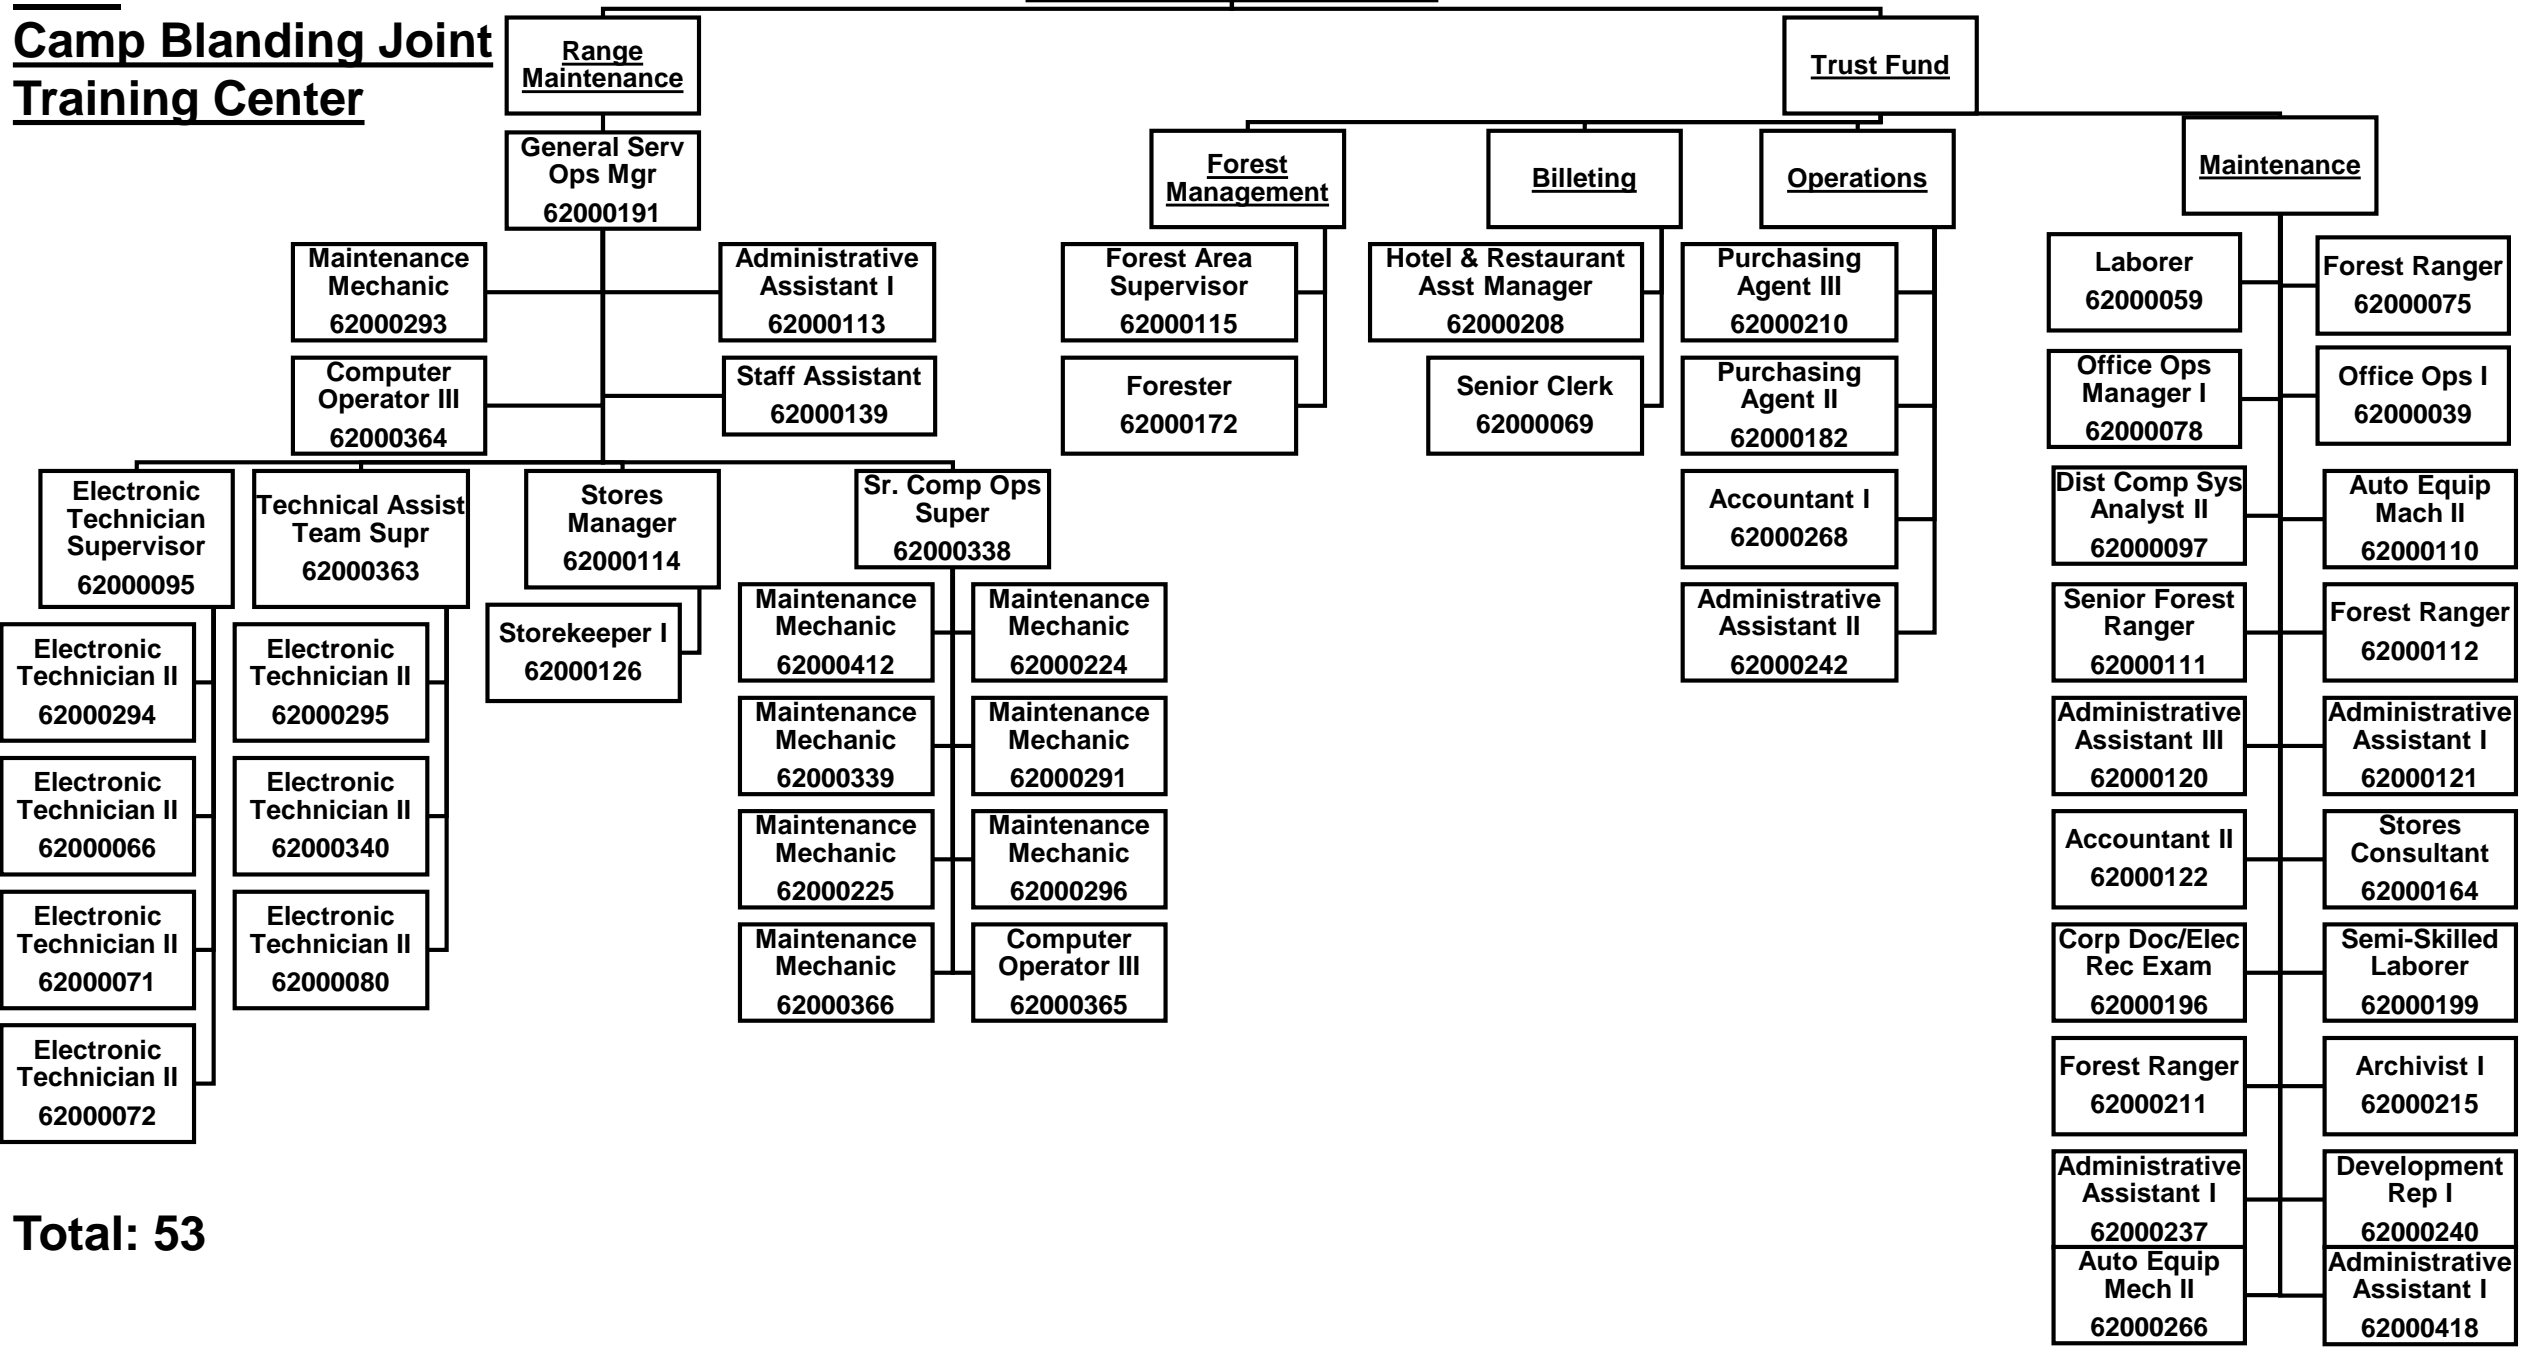 Camp Blanding Joint
Training Center
Range
Maintenance
Trust Fund
General Serv
Ops Mgr
62000191
Forest
Management
Billeting
Operations
Maintenance
Maintenance
Mechanic
62000293
Administrative
Assistant I
62000113
Computer
Operator III
62000364
Staff Assistant
62000139
Electronic
Technician
Supervisor
62000095
Electronic
Technician II
62000294
Electronic
Technician II
62000066
Electronic
Technician II
62000071
Electronic
Technician II
62000072
Technical Assist
Team Supr
62000363
Electronic
Technician II
62000295
Electronic
Technician II
62000340
Electronic
Technician II
62000080
Stores
Manager
62000114
Storekeeper I
62000126
Sr. Comp Ops
Super
62000338
Maintenance
Mechanic
62000412
Maintenance
Mechanic
62000224
Maintenance
Mechanic
62000339
Maintenance
Mechanic
62000291
Maintenance
Mechanic
62000225
Maintenance
Mechanic
62000296
Maintenance
Mechanic
62000366
Computer
Operator III
62000365
Forest Area
Supervisor
62000115
Forester
62000172
Hotel & Restaurant
Asst Manager
62000208
Senior Clerk
62000069
Purchasing
Agent III
62000210
Purchasing
Agent II
62000182
Accountant I
62000268
Administrative
Assistant II
62000242
Laborer
62000059
Forest Ranger
62000075
Office Ops
Manager I
62000078
Office Ops I
62000039
Dist Comp Sys
Analyst II
62000097
Auto Equip
Mach II
62000110
Senior Forest
Ranger
62000111
Forest Ranger
62000112
Administrative
Assistant III
62000120
Administrative
Assistant I
62000121
Accountant II
62000122
Stores
Consultant
62000164
Corp Doc/Elec
Rec Exam
62000196
Semi-Skilled
Laborer
62000199
Forest Ranger
62000211
Archivist I
62000215
Administrative
Assistant I
62000237
Development
Rep I
62000240
Auto Equip
Mech II
62000266
Administrative
Assistant I
62000418
Total: 53